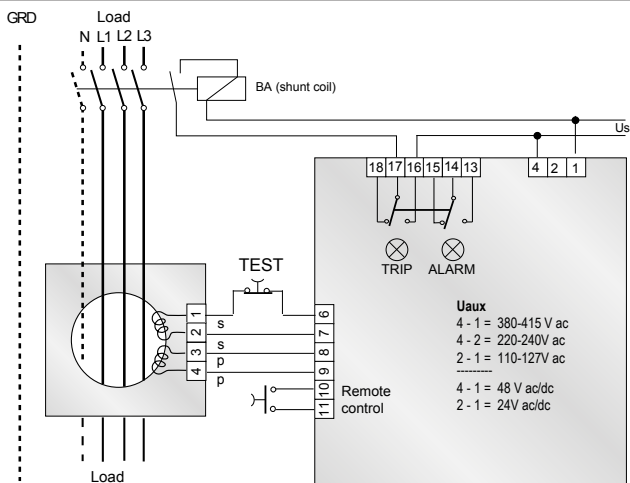 GRD
Load
N L1 L2 L3
BA (shunt coil)
Us
18 17 16 15 14 13
4 2 1
TRIP
ALARM
TEST
1
2
3
4
s
s
p
p
6
7
8
9
10
11
Remote
control
Uaux
4 - 1 = 380-415 V ac
4 - 2 = 220-240V ac
2 - 1 = 110-127V ac
---------
4 - 1 = 48 V ac/dc
2 - 1 = 24V ac/dc
Load